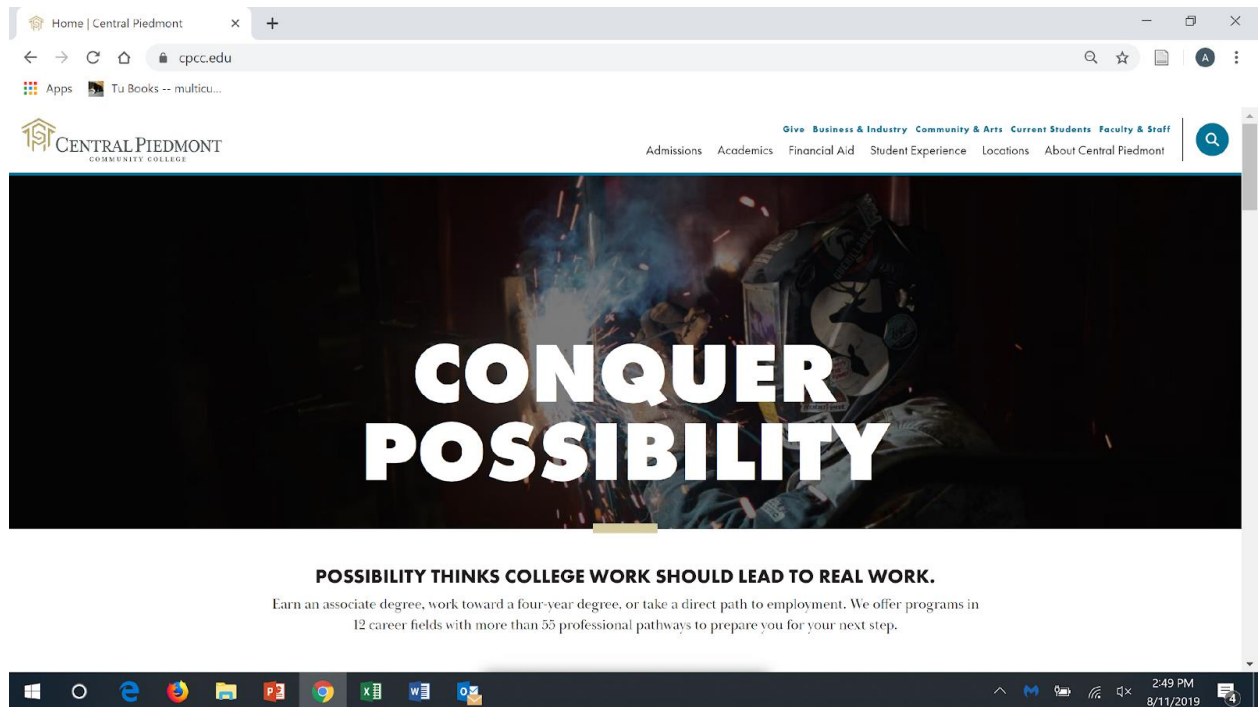 Home | Central Piedmont
cpcc.edu
A
Apps Tu Books -- multicu...
Give Business & Industry Community & Arts Current Students Faculty & Staff
CENTRAL PIEDMONT
COMMUNITY COLLEGE
Admissions Academics Financial Aid Student Experience Locations About Central Piedmont
CONQUER
POSSIBILITY
POSSIBILITY THINKS COLLEGE WORK SHOULD LEAD TO REAL WORK.
Earn an associate degree, work toward a four-year degree, or take a direct path to employment. We offer programs in
12 career fields with more than 55 professional pathways to prepare you for your next step.
2:49 PM
8/11/2019
4